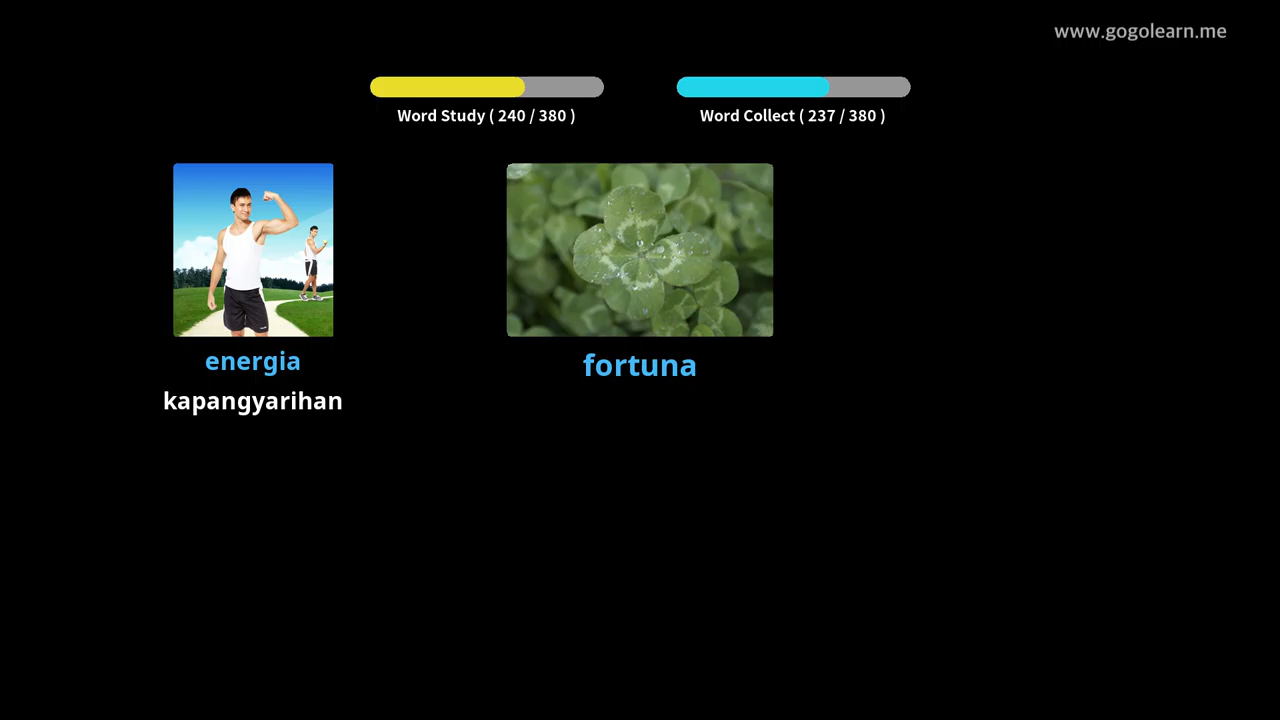 www.gogolearn.me
Word Study ( 240 / 380 )
Word Collect ( 237 / 380 )
energia
kapangyarihan
fortuna